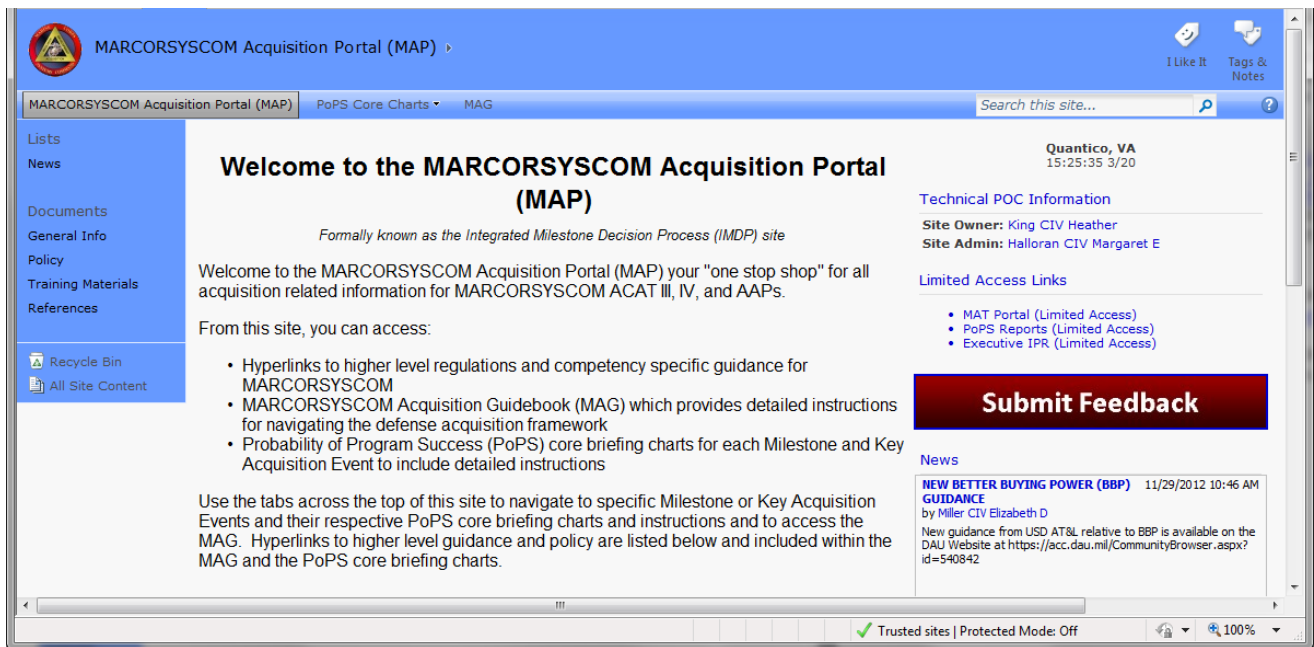 MARCORSYSCOM Acquisition Portal (MAP)
I Like It
Tags &
Notes
MARCORSYSCOM Acquisition Portal (MAP)
PoPS Core Charts
MAG
Search this site...
Lists
News
Documents
General Info
Policy
Training Materials
References
Recycle Bin
All Site Content
Welcome to the MARCORSYSCOM Acquisition Portal
(MAP)
Formally known as the Integrated Milestone Decision Process (IMDP) site
Welcome to the MARCORSYSCOM Acquisition Portal (MAP) your "one stop shop" for all
acquisition related information for MARCORSYSCOM ACAT III, IV, and AAPs.
From this site, you can access:
• Hyperlinks to higher level regulations and competency specific guidance for
MARCORSYSCOM
• MARCORSYSCOM Acquisition Guidebook (MAG) which provides detailed instructions
for navigating the defense acquisition framework
• Probability of Program Success (PoPS) core briefing charts for each Milestone and Key
Acquisition Event to include detailed instructions
Use the tabs across the top of this site to navigate to specific Milestone or Key Acquisition
Events and their respective PoPS core briefing charts and instructions and to access the
MAG. Hyperlinks to higher level guidance and policy are listed below and included within the
MAG and the PoPS core briefing charts.
Quantico, VA
15:25:35 3/20
Technical POC Information
Site Owner: King CIV Heather
Site Admin: Halloran CIV Margaret E
Limited Access Links
• MAT Portal (Limited Access)
• PoPS Reports (Limited Access)
• Executive IPR (Limited Access)
Submit Feedback
News
NEW BETTER BUYING POWER (BBP) 11/29/2012 10:46 AM
GUIDANCE
by Miller CIV Elizabeth D
New guidance from USD AT&L relative to BBP is available on the
DAU Website at https://acc.dau.mil/CommunityBrowser.aspx?
id=540842
Trusted sites | Protected Mode: Off
100%